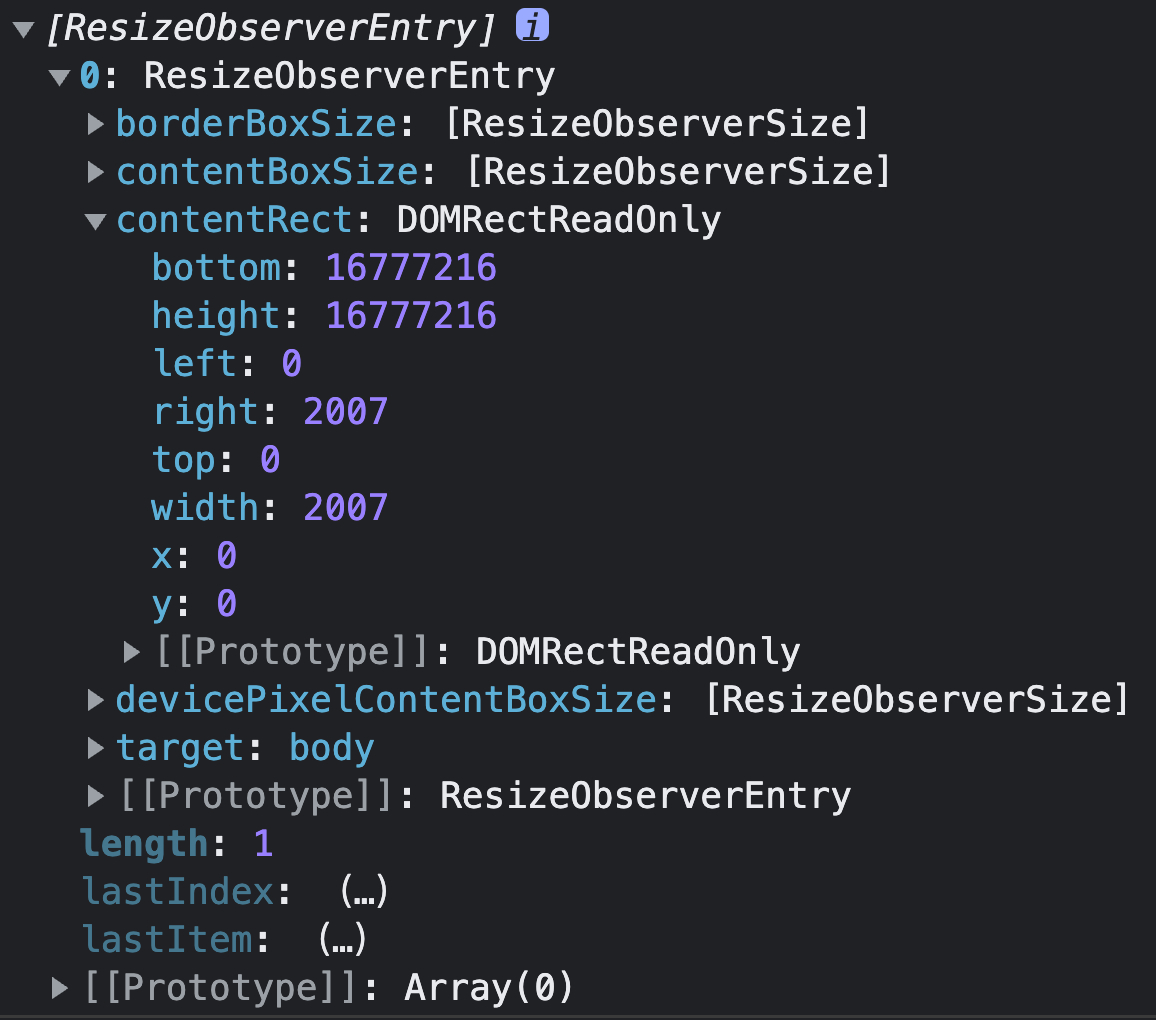 [ResizeObserverEntry] i
0: ResizeObserverEntry
borderBoxSize: [ResizeObserverSize]
contentBoxSize: [ResizeObserverSize]
contentRect: DOMRectReadOnly
bottom: 16777216
height: 16777216
left: 0
right: 2007
top: 0
width: 2007
x: 0
y: 0
[[Prototype]]: DOMRectReadOnly
devicePixelContentBoxSize: [ResizeObserverSize]
target: body
[[Prototype]]: ResizeObserverEntry
length: 1
lastIndex: (…)
lastItem: (…)
[[Prototype]]: Array(0)